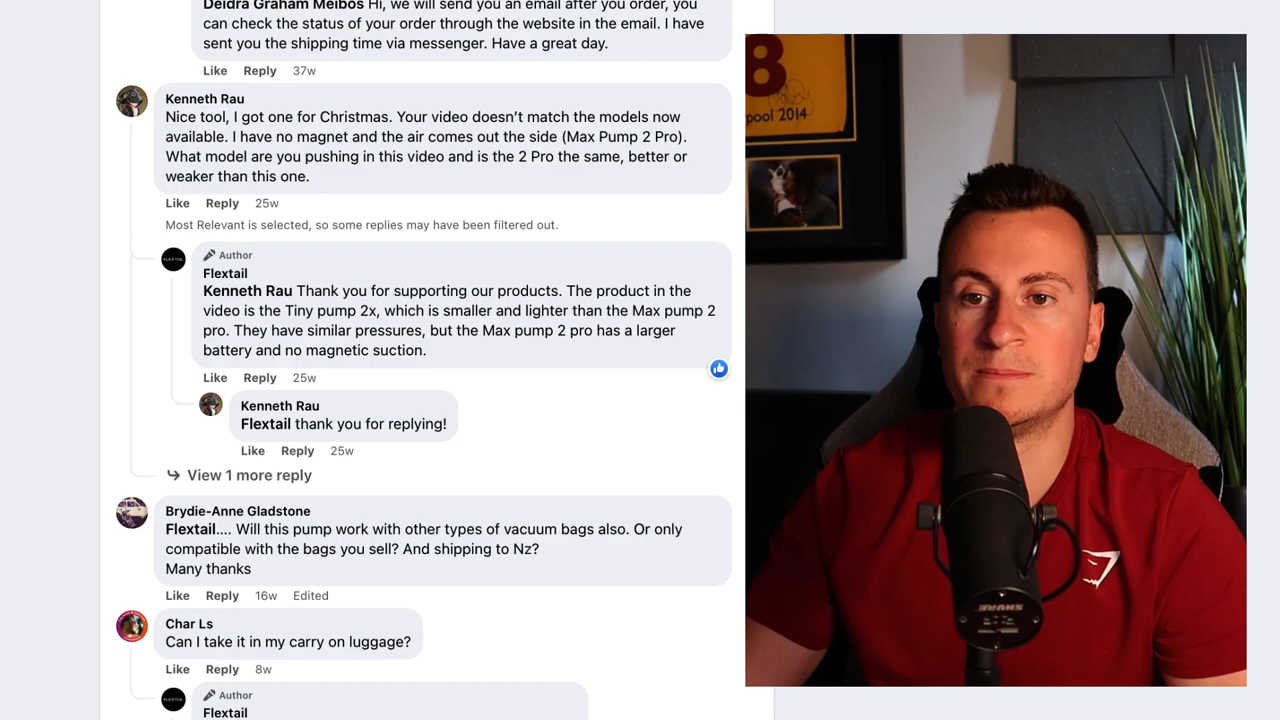 Deidra Graham Meibos Hi, we will send you an email after you order, you
can check the status of your order through the website in the email. I have
sent you the shipping time via messenger. Have a great day.
Like Reply 37w
Kenneth Rau
Nice tool, I got one for Christmas. Your video doesn’t match the models now
available. I have no magnet and the air comes out the side (Max Pump 2 Pro).
What model are you pushing in this video and is the 2 Pro the same, better or
weaker than this one.
Like Reply 25w
Most Relevant is selected, so some replies may have been filtered out.
Author
Flextail
Kenneth Rau Thank you for supporting our products. The product in the
video is the Tiny pump 2x, which is smaller and lighter than the Max pump 2
pro. They have similar pressures, but the Max pump 2 pro has a larger
battery and no magnetic suction.
Like Reply 25w
Kenneth Rau
Flextail thank you for replying!
Like Reply 25w
View 1 more reply
Brydie-Anne Gladstone
Flextail.... Will this pump work with other types of vacuum bags also. Or only
compatible with the bags you sell? And shipping to Nz?
Many thanks
Like Reply 16w Edited
Char Ls
Can I take it in my carry on luggage?
Like Reply 8w
Author
Flextail
8
pool 2014
SHURE